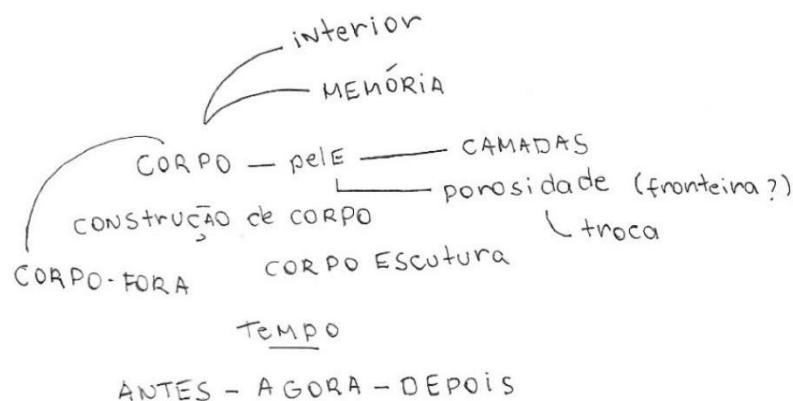 iNterior
MEMÓRiA
CORPO — pelE — CAMADAS
porosidade (fronteira?)
CONStrUÇÃO de CORPO
troca
CORPO-FORA
CORPO EScutura
TeMPO
ANTES - AGORA - DEPOiS